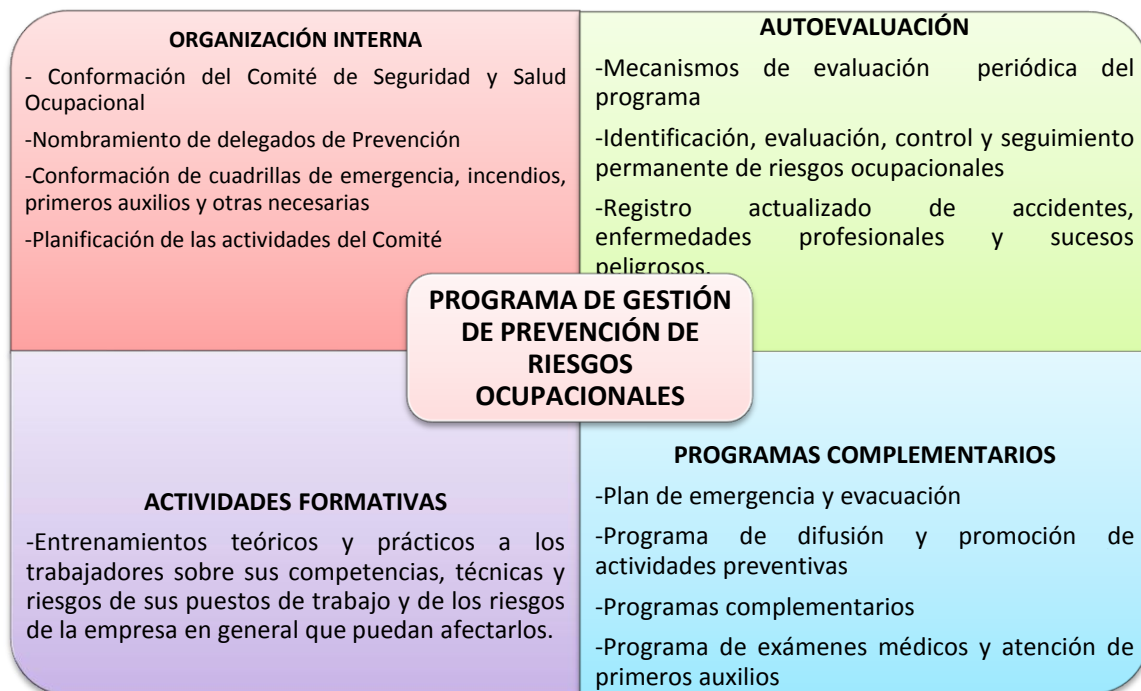 ORGANIZACIÓN INTERNA
- Conformación del Comité de Seguridad y Salud
Ocupacional
-Nombramiento de delegados de Prevención
-Conformación de cuadrillas de emergencia, incendios,
primeros auxilios y otras necesarias
-Planificación de las actividades del Comité
AUTOEVALUACIÓN
-Mecanismos de evaluación periódica del
programa
-Identificación, evaluación, control y seguimiento
permanente de riesgos ocupacionales
-Registro actualizado de accidentes,
enfermedades profesionales y sucesos
peligrosos.
PROGRAMA DE GESTIÓN
DE PREVENCIÓN DE
RIESGOS
OCUPACIONALES
ACTIVIDADES FORMATIVAS
-Entrenamientos teóricos y prácticos a los
trabajadores sobre sus competencias, técnicas y
riesgos de sus puestos de trabajo y de los riesgos
de la empresa en general que puedan afectarlos.
PROGRAMAS COMPLEMENTARIOS
-Plan de emergencia y evacuación
-Programa de difusión y promoción de
actividades preventivas
-Programas complementarios
-Programa de exámenes médicos y atención de
primeros auxilios